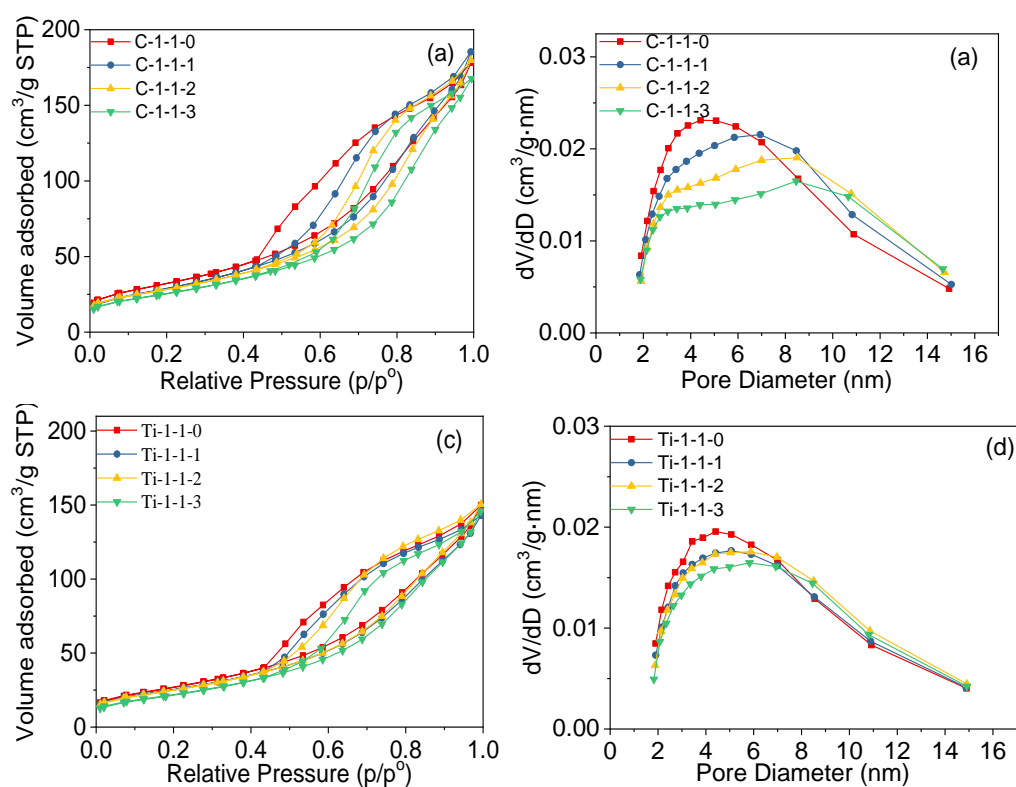 (a)
C-1-1-0
C-1-1-1
C-1-1-2
C-1-1-3
200
150
100
50
0
0.0 0.2 0.4 0.6 0.8 1.0
Volume adsorbed (cm³/g STP)
Relative Pressure (p/pº)
(a)
C-1-1-0
C-1-1-1
C-1-1-2
C-1-1-3
0.03
0.02
0.01
0.00
0 2 4 6 8 10 12 14 16
dV/dD (cm³/g·nm)
Pore Diameter (nm)
(c)
Ti-1-1-0
Ti-1-1-1
Ti-1-1-2
Ti-1-1-3
200
150
100
50
0
0.0 0.2 0.4 0.6 0.8 1.0
Volume adsorbed (cm³/g STP)
Relative Pressure (p/pº)
(d)
Ti-1-1-0
Ti-1-1-1
Ti-1-1-2
Ti-1-1-3
0.03
0.02
0.01
0.00
0 2 4 6 8 10 12 14 16
dV/dD (cm³/g·nm)
Pore Diameter (nm)